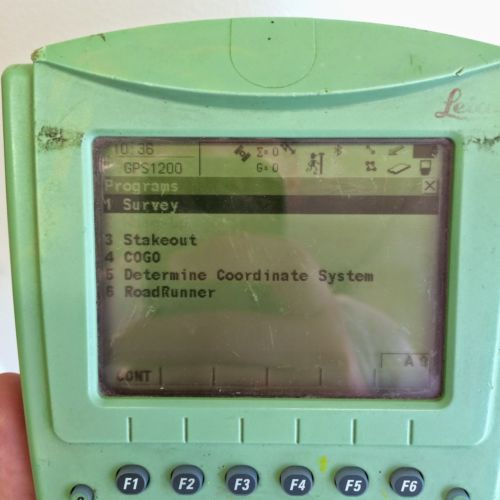 Leica
10:36
Σ=0
GPS1200
G=0
Programs
1 Survey
3 Stakeout
4 COGO
5 Determine Coordinate System
6 RoadRunner
CONT
F1 F2 F3 F4 F5 F6